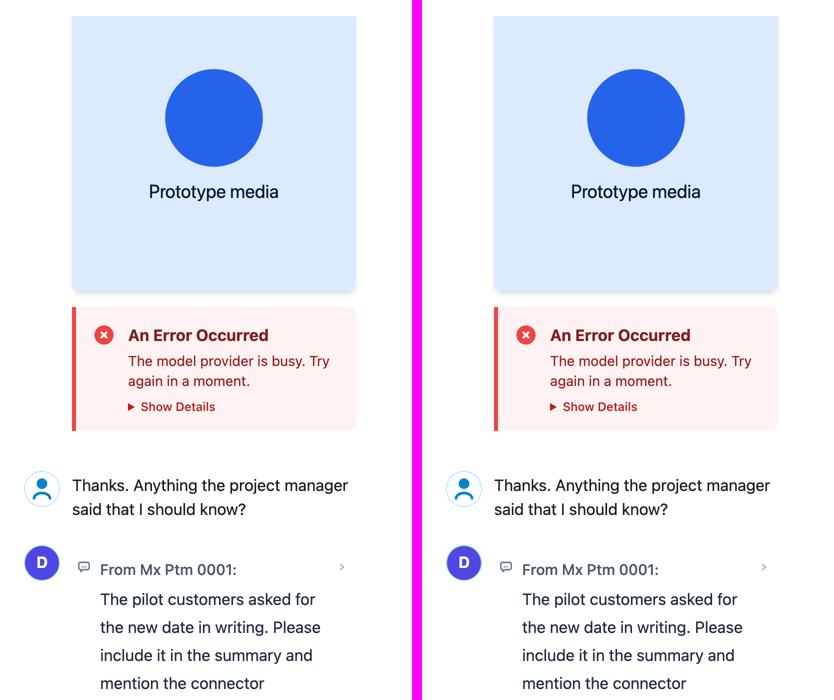 Prototype media
An Error Occurred
The model provider is busy. Try
again in a moment.
Show Details
Thanks. Anything the project manager
said that I should know?
D
From Mx Ptm 0001:
The pilot customers asked for
the new date in writing. Please
include it in the summary and
mention the connector
Prototype media
An Error Occurred
The model provider is busy. Try
again in a moment.
Show Details
Thanks. Anything the project manager
said that I should know?
D
From Mx Ptm 0001:
The pilot customers asked for
the new date in writing. Please
include it in the summary and
mention the connector